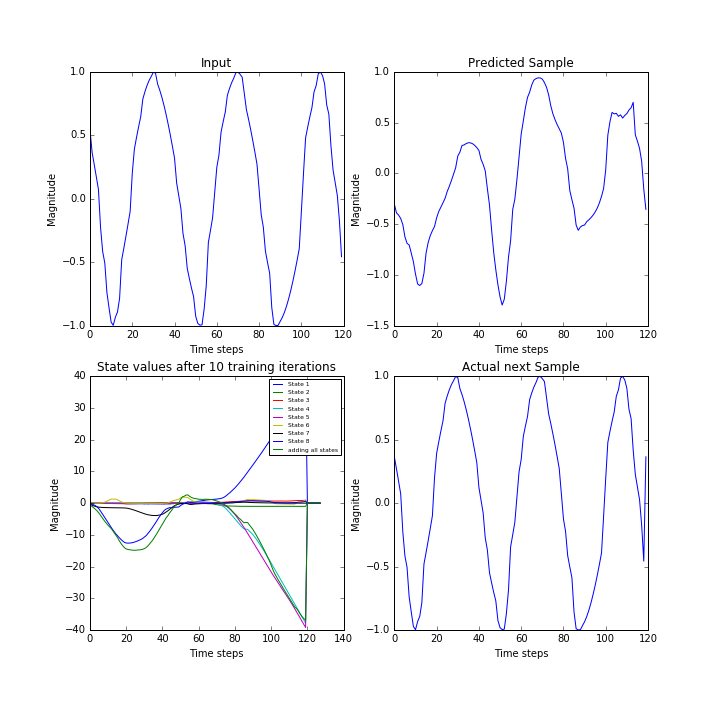 Input
1.0
0.5
0.0
−0.5
−1.0
Magnitude
0 20 40 60 80 100 120
Time steps
Predicted Sample
1.0
0.5
0.0
−0.5
−1.0
−1.5
Magnitude
0 20 40 60 80 100 120
Time steps
State values after 10 training iterations
40
30
20
10
0
−10
−20
−30
−40
Magnitude
State 1
State 2
State 3
State 4
State 5
State 6
State 7
State 8
adding all states
0 20 40 60 80 100 120 140
Time steps
Actual next Sample
1.0
0.5
0.0
−0.5
−1.0
Magnitude
0 20 40 60 80 100 120
Time steps